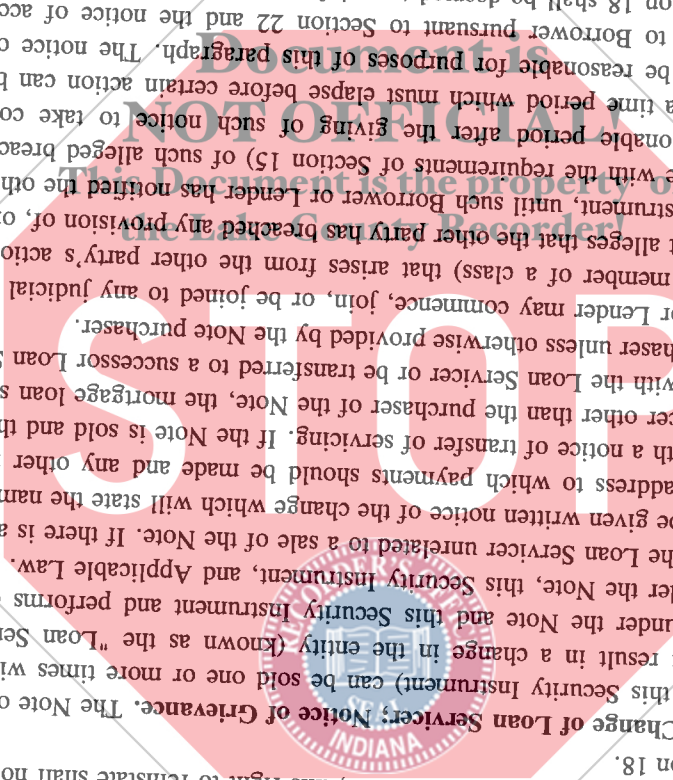 right to reinstate shall no
on 18.
Change of Loan Servicer; Notice of Grievance. The Note o
this Security Instrument) can be sold one or more times wi
result in a change in the entity (known as the "Loan Ser
under the Note and this Security Instrument and performs
der the Note, this Security Instrument, and Applicable Law.
he Loan Servicer unrelated to a sale of the Note. If there is a
be given written notice of the change which will state the nam
address to which payments should be made and any other
th a notice of transfer of servicing. If the Note is sold and th
cer other than the purchaser of the Note, the mortgage loan s
with the Loan Servicer or be transferred to a successor Loan S
haser unless otherwise provided by the Note purchaser.
or Lender may commence, join, or be joined to any judicial
member of a class) that arises from the other party's actio
t alleges that the other party has breached any provision of, o
strument, until such Borrower or Lender has notified the oth
e with the requirements of Section 15) of such alleged breac
onable period after the giving of such notice to take co
a time period which must elapse before certain action can b
be reasonable for purposes of this paragraph. The notice o
to Borrower pursuant to Section 22 and the notice of acc
on 18 shall be deemed
Document is
NOT OFFICIAL!
This Document is the property o
the Lake County Recorder!
STOP
SEAL
INDIANA